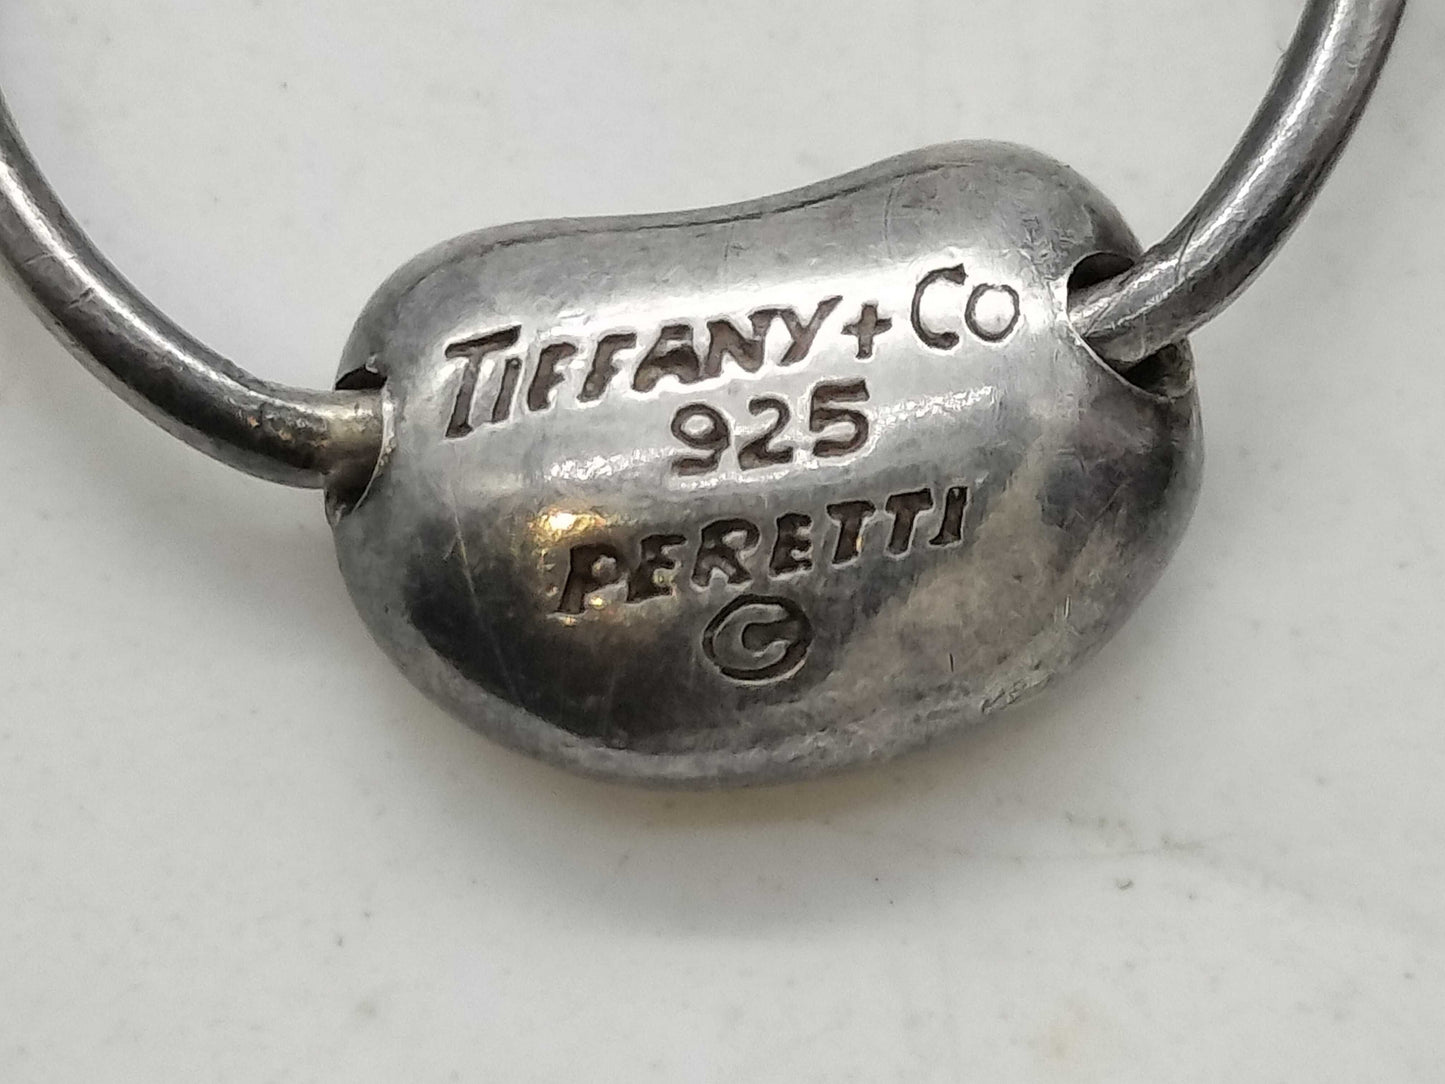 TIFFANY + CO
925
PERETTI
©